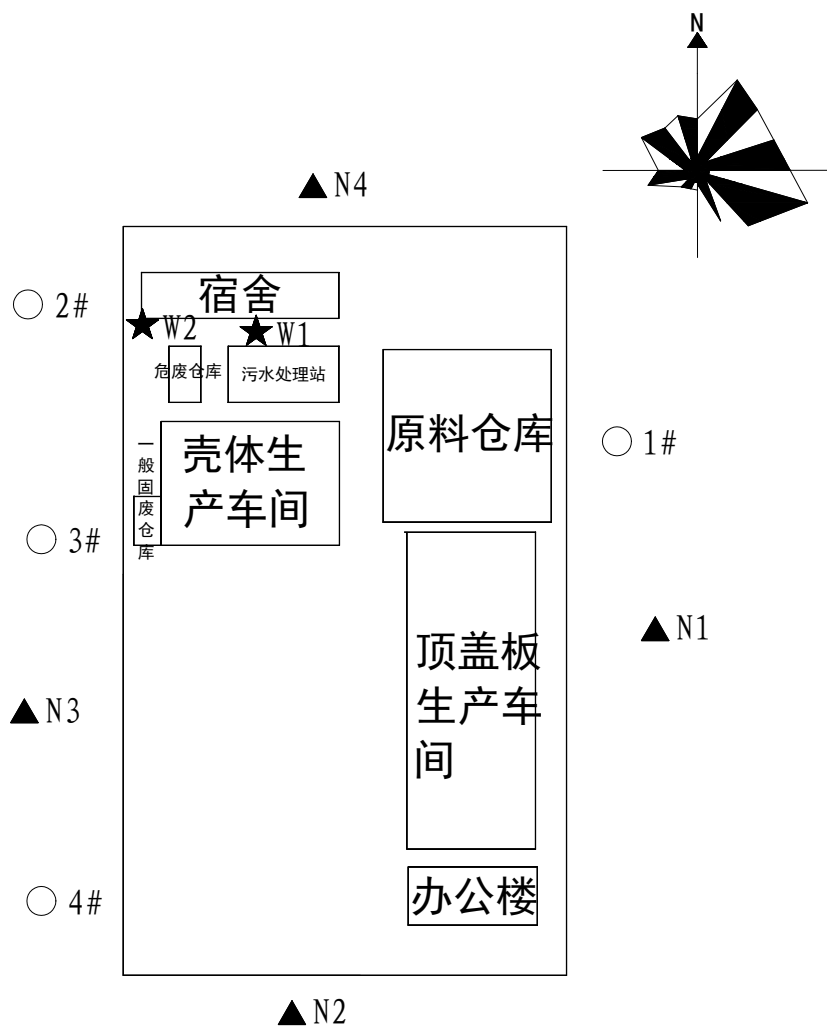 N
N4
宿舍
2#
W2
W1
危废仓库
污水处理站
原料仓库
1#
一般固废仓库
壳体生
产车间
3#
N1
顶盖板
生产车
间
N3
4#
办公楼
N2